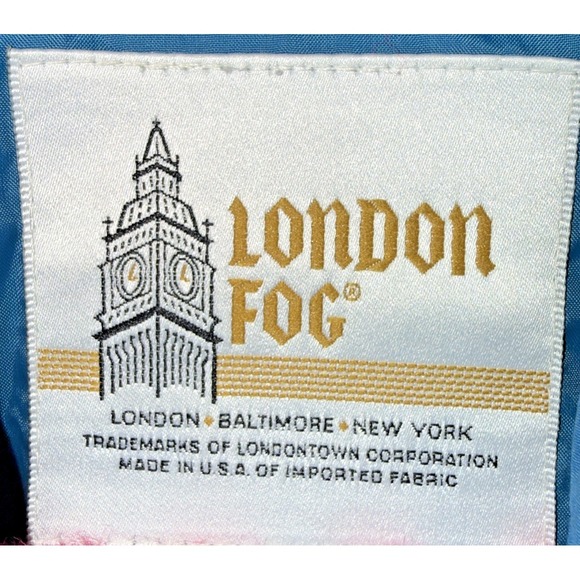 LONDON
FOG®
L L
LONDON ◆ BALTIMORE ◆ NEW YORK
TRADEMARKS OF LONDONTOWN CORPORATION
MADE IN U.S.A. OF IMPORTED FABRIC